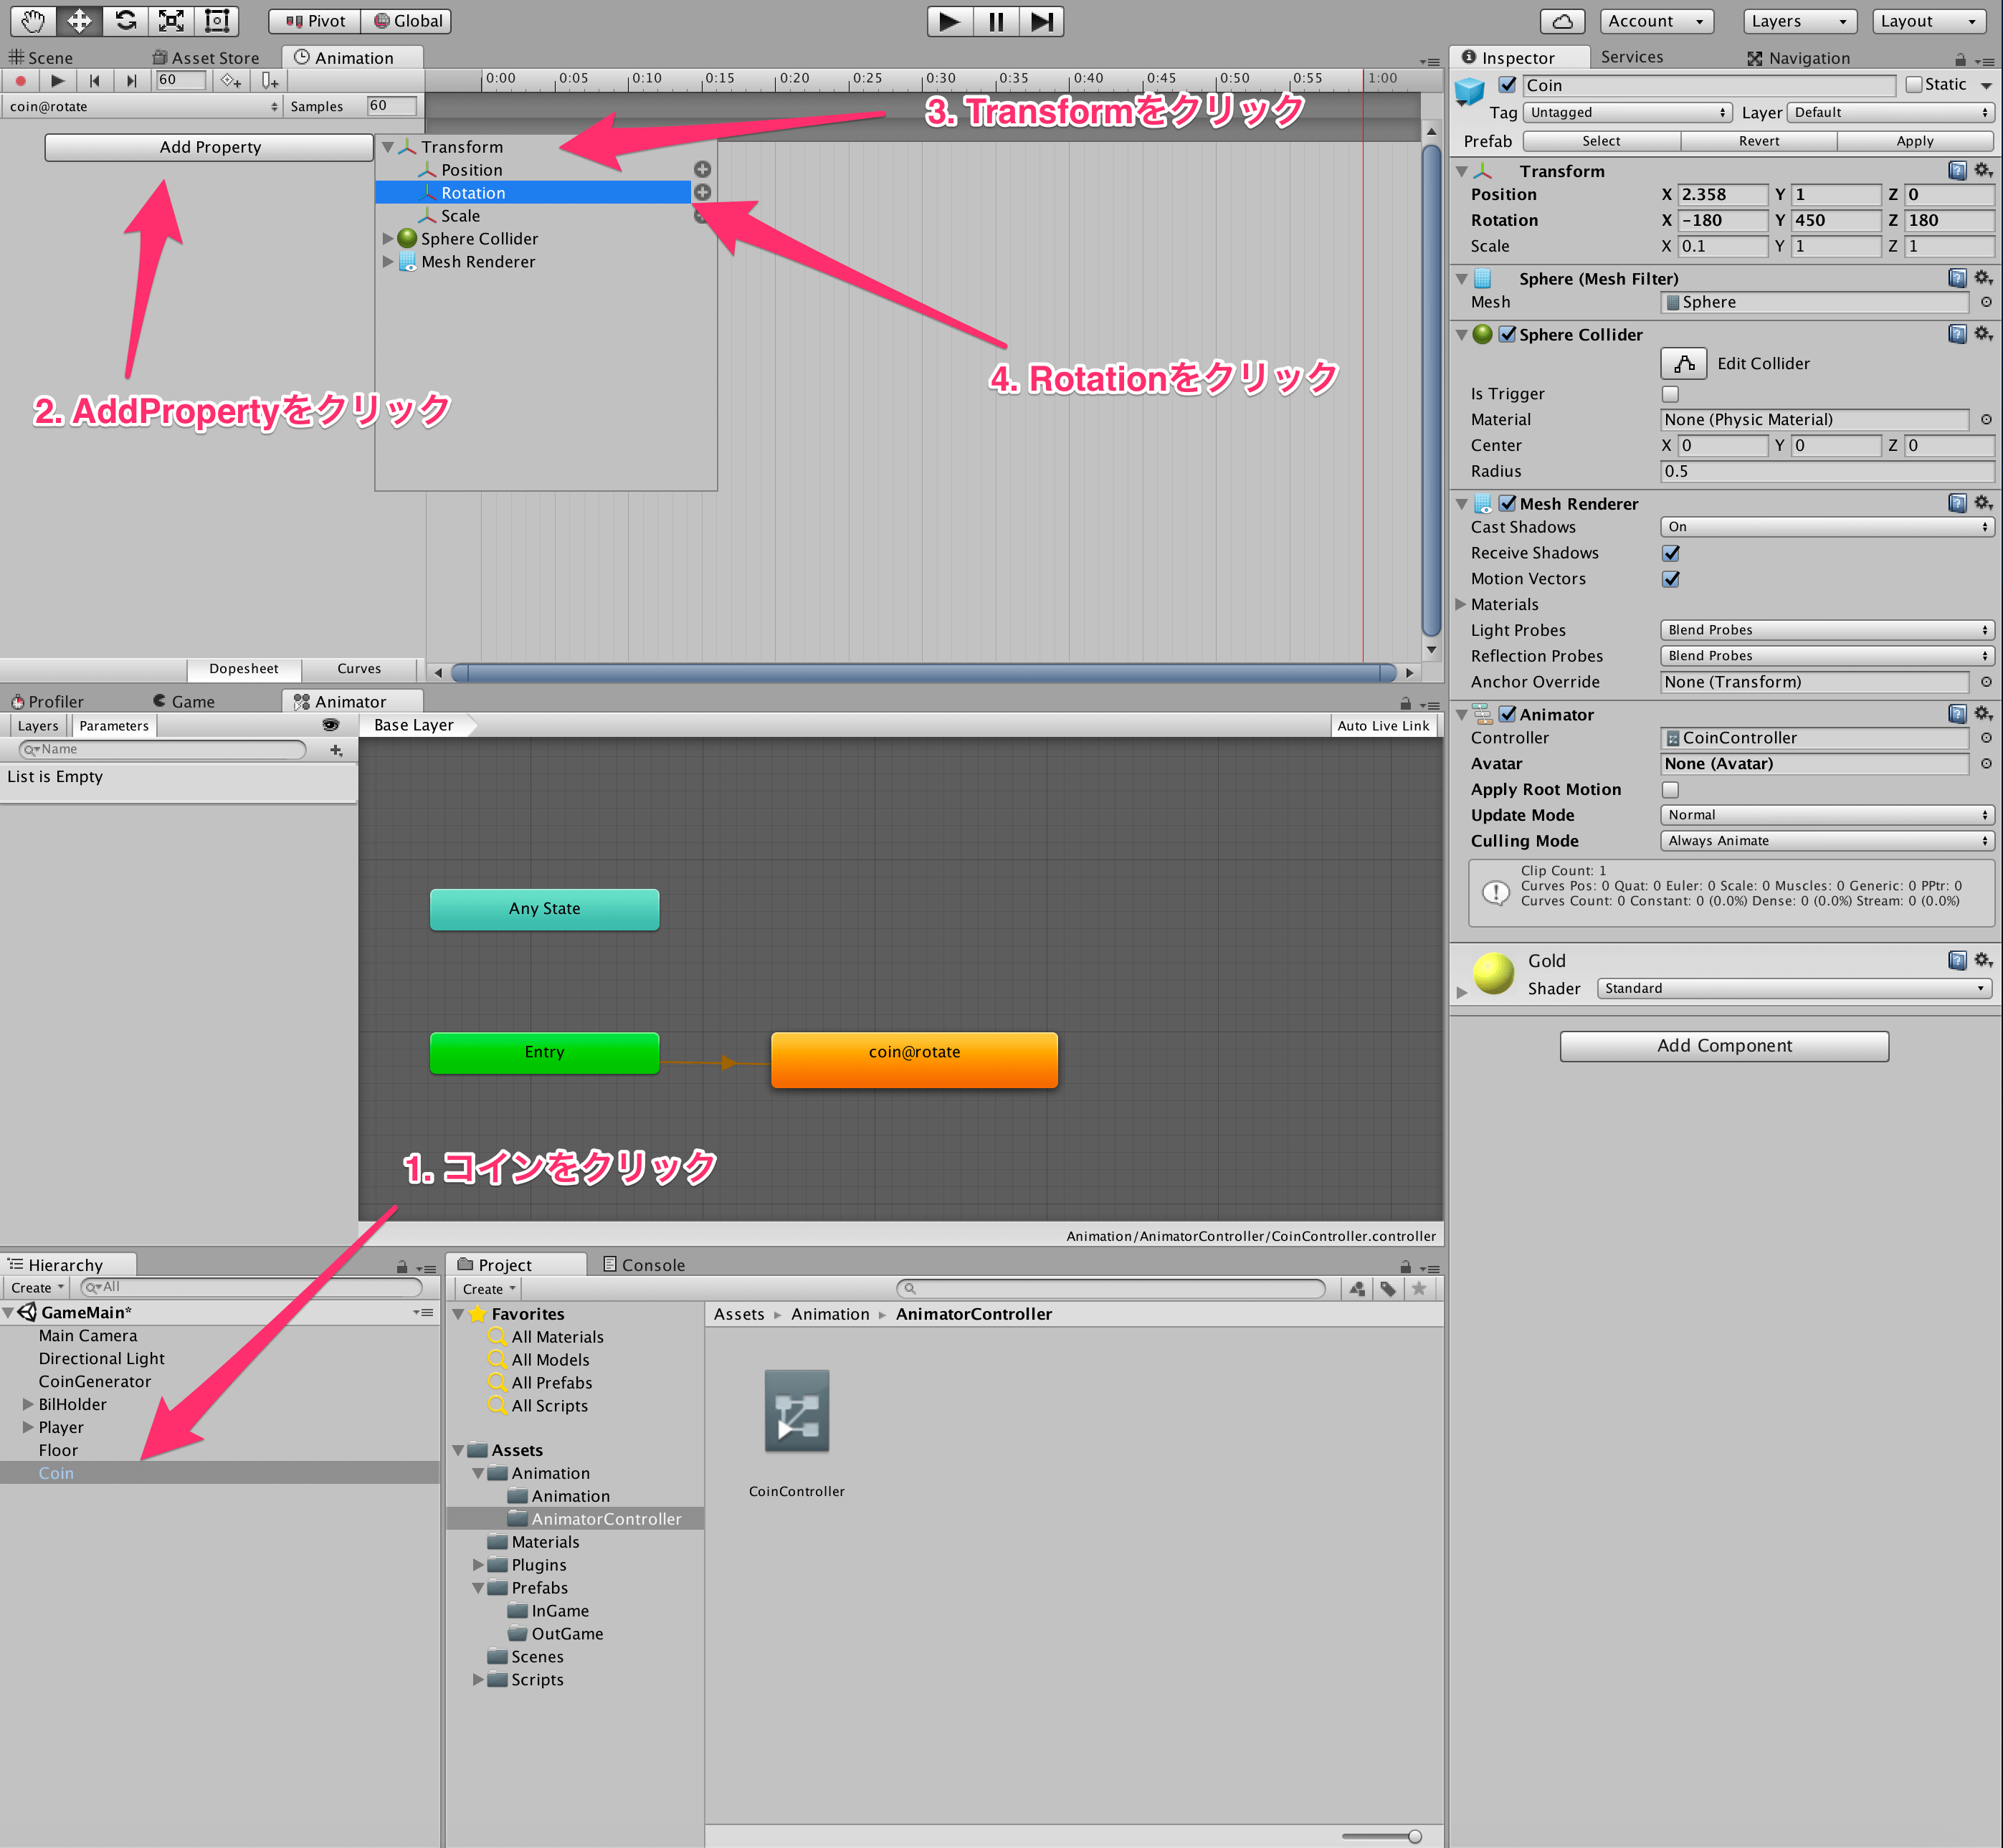 Pivot Global Account Layers Layout
Scene Asset Store Animation
60
0:00 0:05 0:10 0:15 0:20 0:25 0:30 0:35 0:40 0:45 0:50 0:55 1:00
coin@rotate Samples 60
Add Property
Transform
Position
Rotation
Scale
Sphere Collider
Mesh Renderer
3. Transformをクリック
4. Rotationをクリック
2. AddPropertyをクリック
Dopesheet Curves
Profiler Game Animator
Layers Parameters Base Layer Auto Live Link
Name
List is Empty
Any State
Entry coin@rotate
1. コインをクリック
Animation/AnimatorController/CoinController.controller
Hierarchy
Create All
GameMain*
Main Camera
Directional Light
CoinGenerator
BilHolder
Player
Floor
Coin
Project Console
Create
Favorites
All Materials
All Models
All Prefabs
All Scripts
Assets
Animation
Animation
AnimatorController
Materials
Plugins
Prefabs
InGame
OutGame
Scenes
Scripts
Assets Animation AnimatorController
CoinController
Inspector Services Navigation
Coin Static
Tag Untagged Layer Default
Prefab Select Revert Apply
Transform
Position X 2.358 Y 1 Z 0
Rotation X -180 Y 450 Z 180
Scale X 0.1 Y 1 Z 1
Sphere (Mesh Filter)
Mesh Sphere
Sphere Collider
Edit Collider
Is Trigger
Material None (Physic Material)
Center X 0 Y 0 Z 0
Radius 0.5
Mesh Renderer
Cast Shadows On
Receive Shadows
Motion Vectors
Materials
Light Probes Blend Probes
Reflection Probes Blend Probes
Anchor Override None (Transform)
Animator
Controller CoinController
Avatar None (Avatar)
Apply Root Motion
Update Mode Normal
Culling Mode Always Animate
Clip Count: 1
Curves Pos: 0 Quat: 0 Euler: 0 Scale: 0 Muscles: 0 Generic: 0 PPtr: 0
Curves Count: 0 Constant: 0 (0.0%) Dense: 0 (0.0%) Stream: 0 (0.0%)
Gold
Shader Standard
Add Component